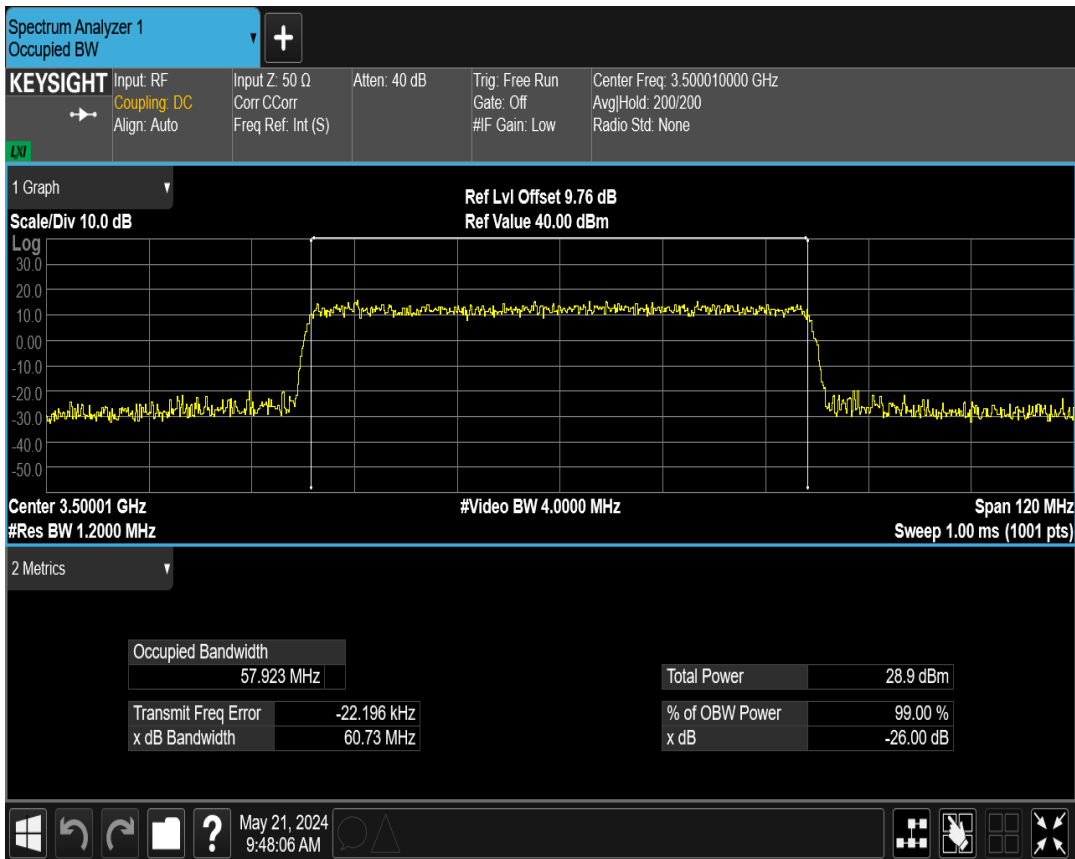 Spectrum Analyzer 1
Occupied BW
+
KEYSIGHT
LXI
Input: RF
Coupling: DC
Align: Auto
Input Z: 50 Ω
Corr CCorr
Freq Ref: Int (S)
Atten: 40 dB
Trig: Free Run
Gate: Off
#IF Gain: Low
Center Freq: 3.500010000 GHz
Avg|Hold: 200/200
Radio Std: None
1 Graph
Scale/Div 10.0 dB
Ref Lvl Offset 9.76 dB
Ref Value 40.00 dBm
Log
30.0
20.0
10.0
0.00
-10.0
-20.0
-30.0
-40.0
-50.0
Center 3.50001 GHz
#Video BW 4.0000 MHz
Span 120 MHz
#Res BW 1.2000 MHz
Sweep 1.00 ms (1001 pts)
2 Metrics
Occupied Bandwidth
57.923 MHz
Total Power 28.9 dBm
Transmit Freq Error -22.196 kHz
% of OBW Power 99.00 %
x dB Bandwidth 60.73 MHz
x dB -26.00 dB
?
May 21, 2024
9:48:06 AM